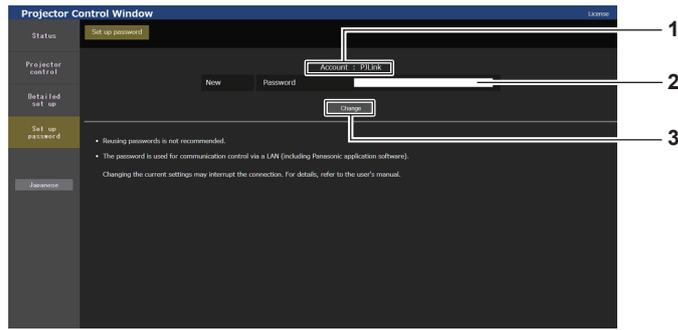 Projector Control Window
License
Status
Set up password
Projector
control
Detailed
set up
Set up
password
Japanese
Account : PJLink
New Password
Change
• Reusing passwords is not recommended.
• The password is used for communication control via a LAN (including Panasonic application software).
Changing the current settings may interrupt the connection. For details, refer to the user's manual.
1
2
3